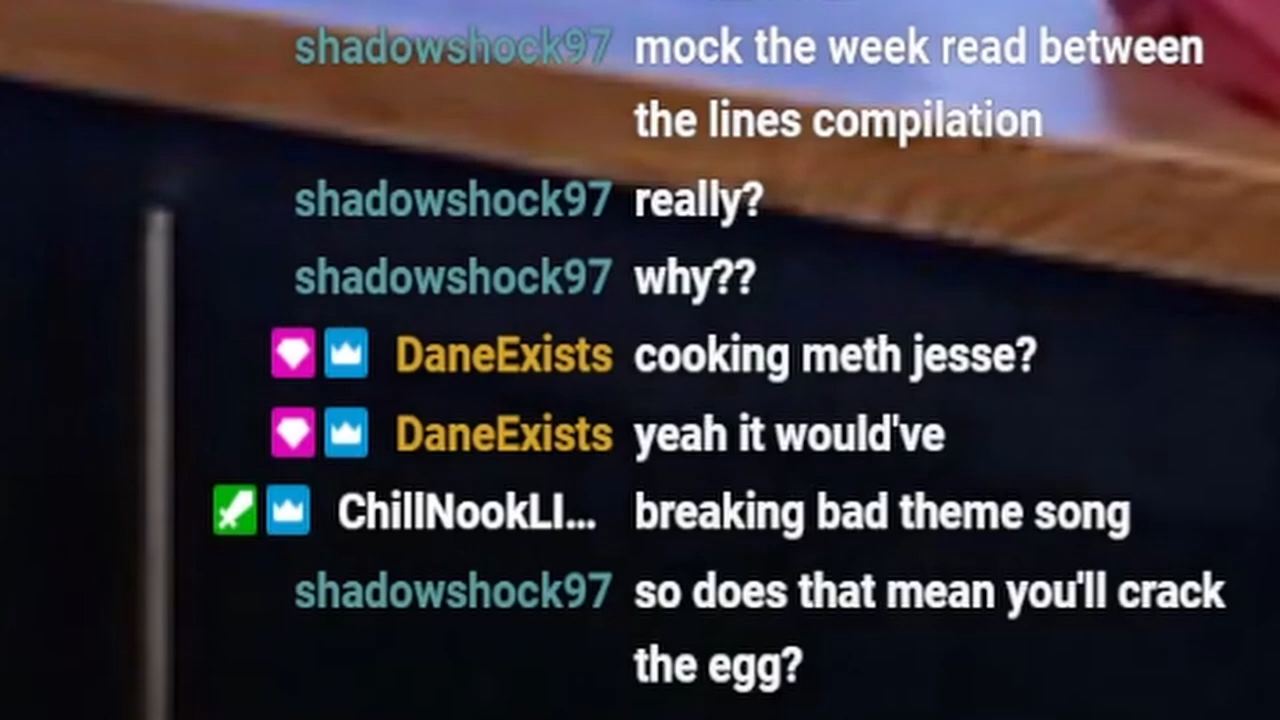 shadowshock97 mock the week read between
the lines compilation
shadowshock97 really?
shadowshock97 why??
DaneExists cooking meth jesse?
DaneExists yeah it would've
ChillNookLI... breaking bad theme song
shadowshock97 so does that mean you'll crack
the egg?